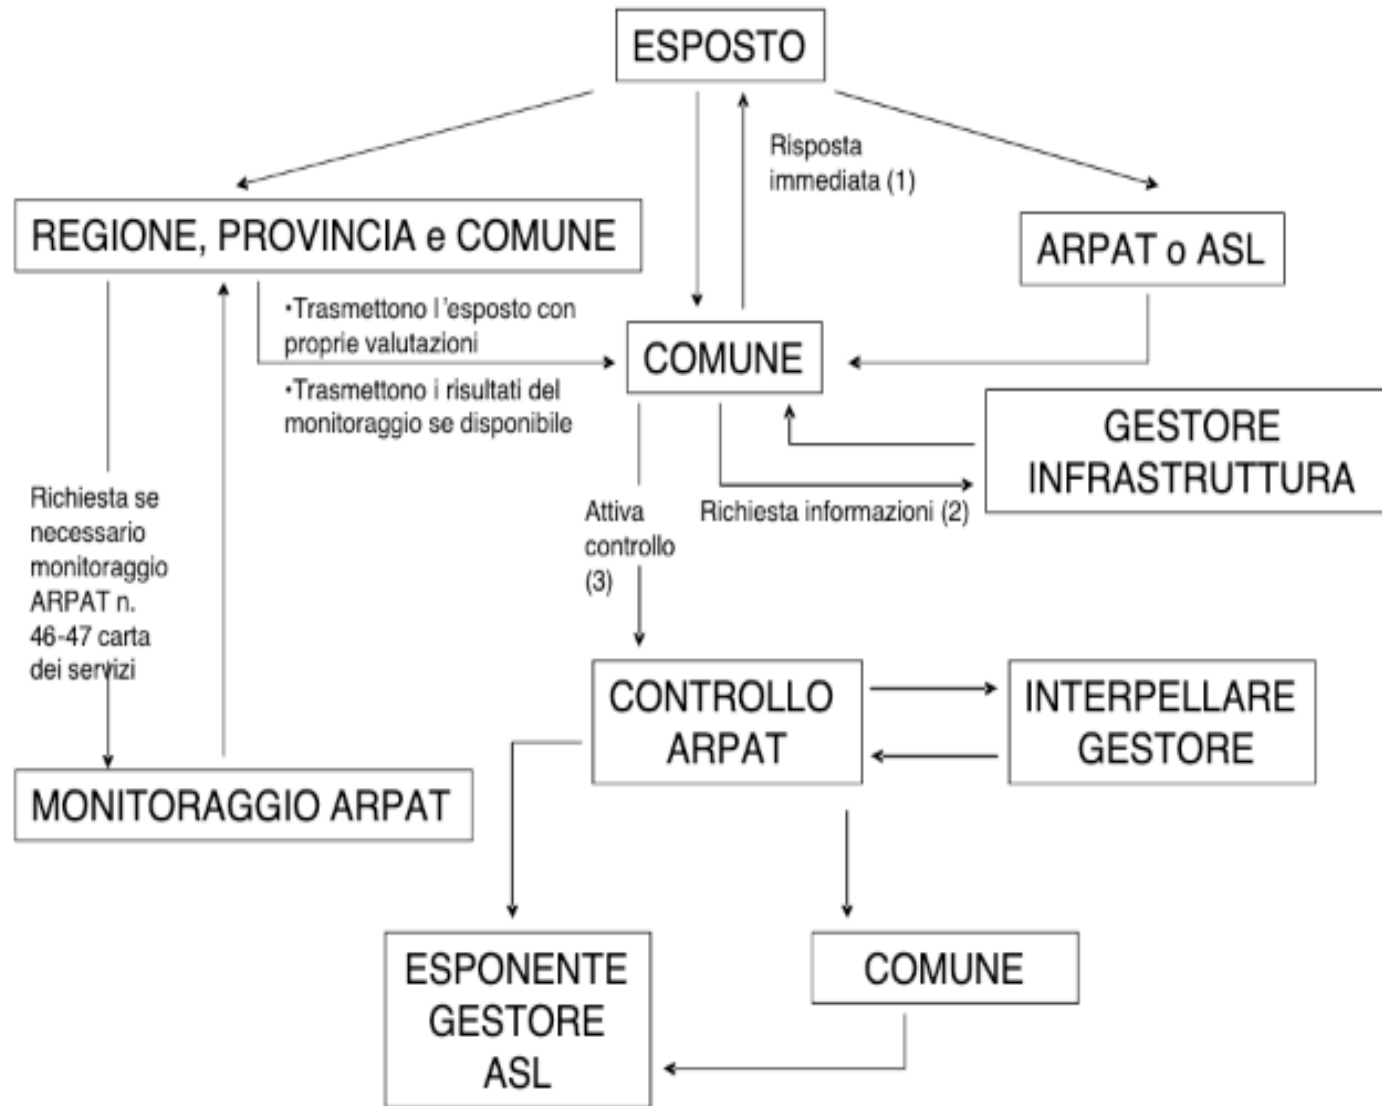 ESPOSTO
Risposta
immediata (1)
REGIONE, PROVINCIA e COMUNE
ARPAT o ASL
•Trasmettono l'esposto con
proprie valutazioni
•Trasmettono i risultati del
monitoraggio se disponibile
COMUNE
GESTORE
INFRASTRUTTURA
Richiesta se
necessario
monitoraggio
ARPAT n.
46-47 carta
dei servizi
Attiva
controllo
(3)
Richiesta informazioni (2)
CONTROLLO
ARPAT
INTERPELLARE
GESTORE
MONITORAGGIO ARPAT
ESPONENTE
GESTORE
ASL
COMUNE